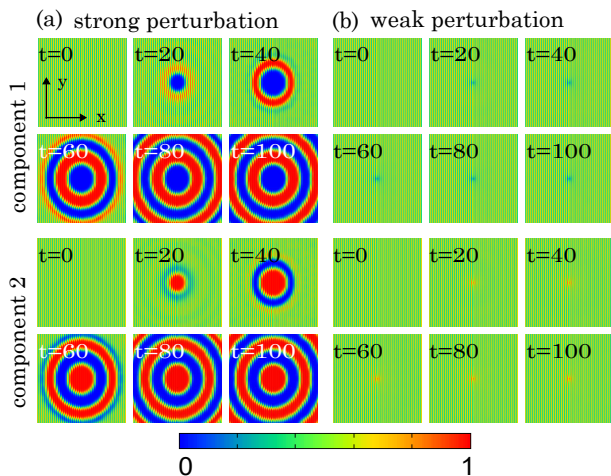 (a) strong perturbation
(b) weak perturbation
component 1
t=0 t=20 t=40
y
x
t=60 t=80 t=100
t=0 t=20 t=40
t=60 t=80 t=100
component 2
t=0 t=20 t=40
t=60 t=80 t=100
t=0 t=20 t=40
t=60 t=80 t=100
0 1